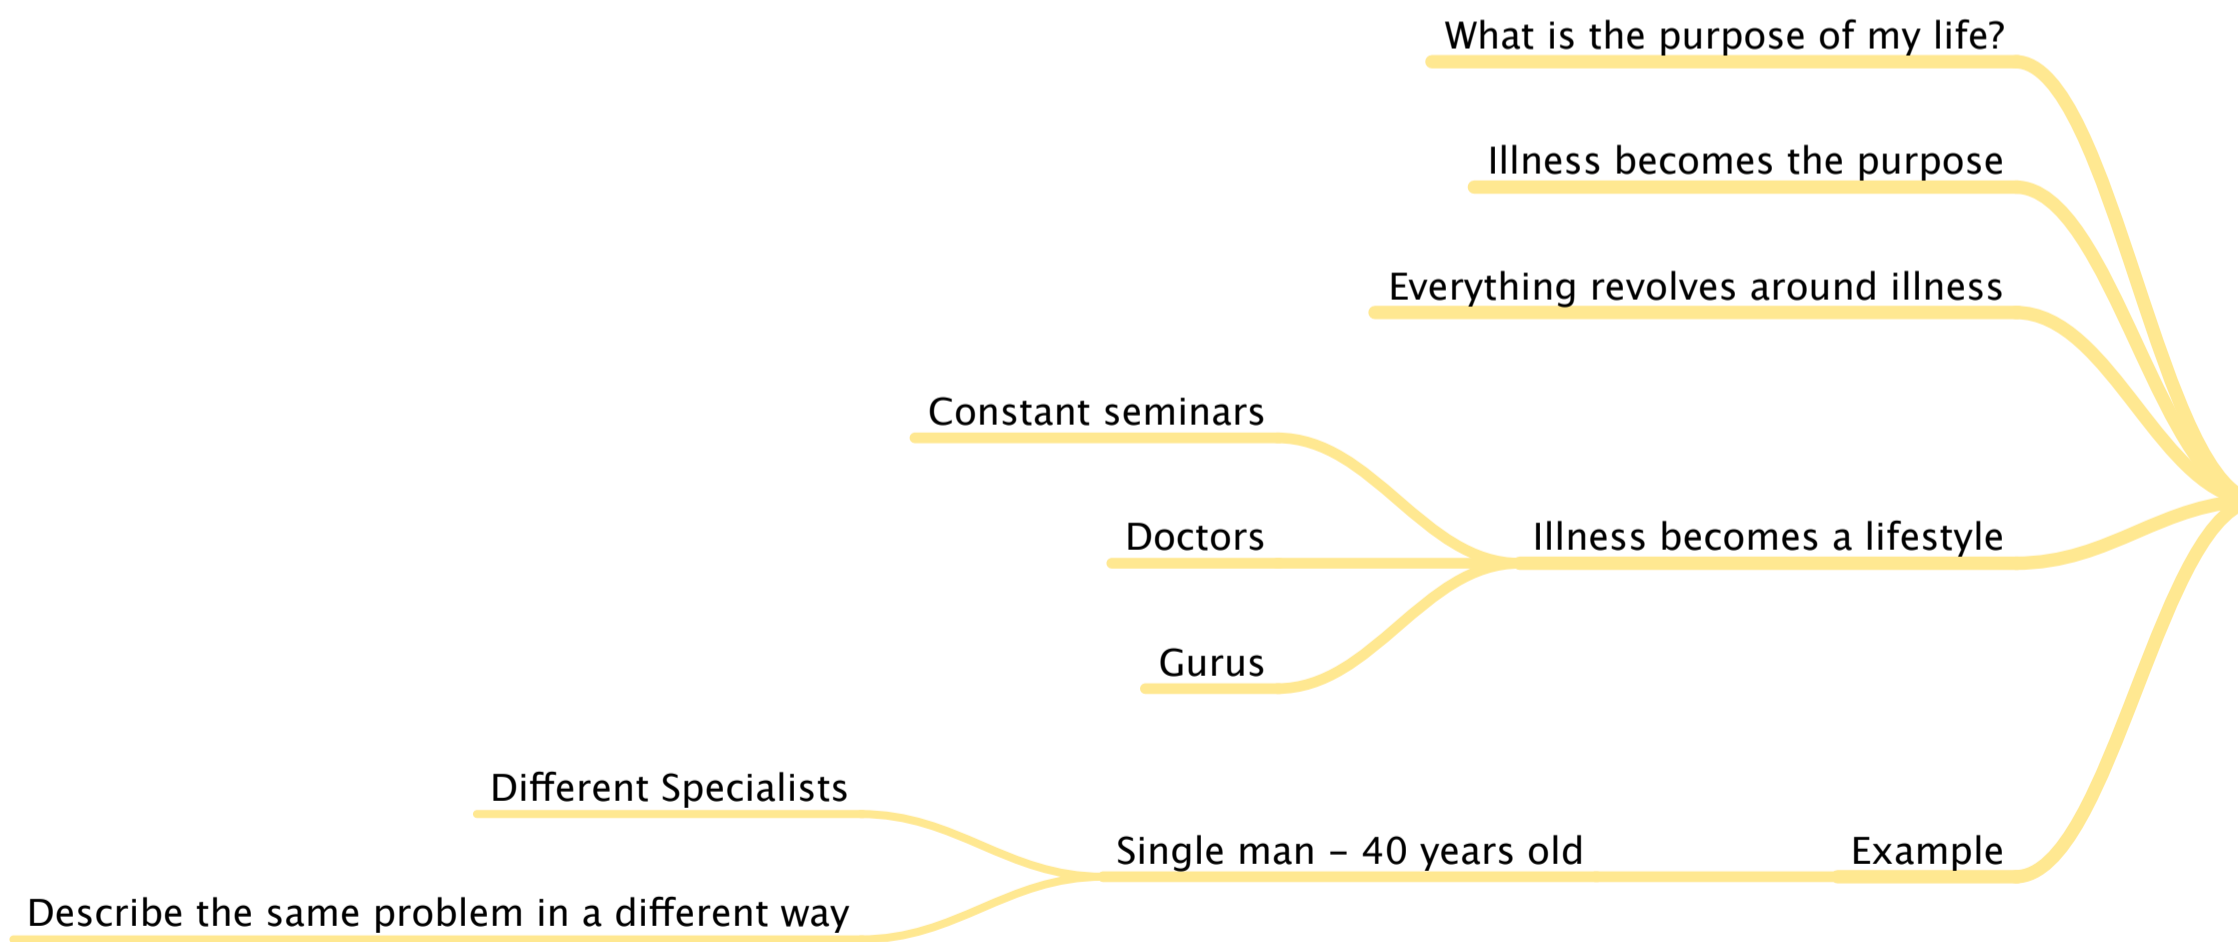 What is the purpose of my life?
Illness becomes the purpose
Everything revolves around illness
Constant seminars
Doctors
Illness becomes a lifestyle
Gurus
Different Specialists
Single man – 40 years old
Example
Describe the same problem in a different way